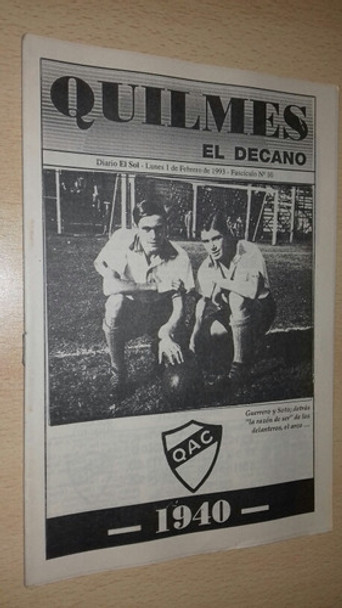 QUILMES
EL DECANO
Diario El Sol - Lunes 1 de Febrero de 1993 - Fascículo Nº 10
Guerrero y Soto; detrás
"la razón de ser" de los
delanteros, el arco ...
QAC
1940